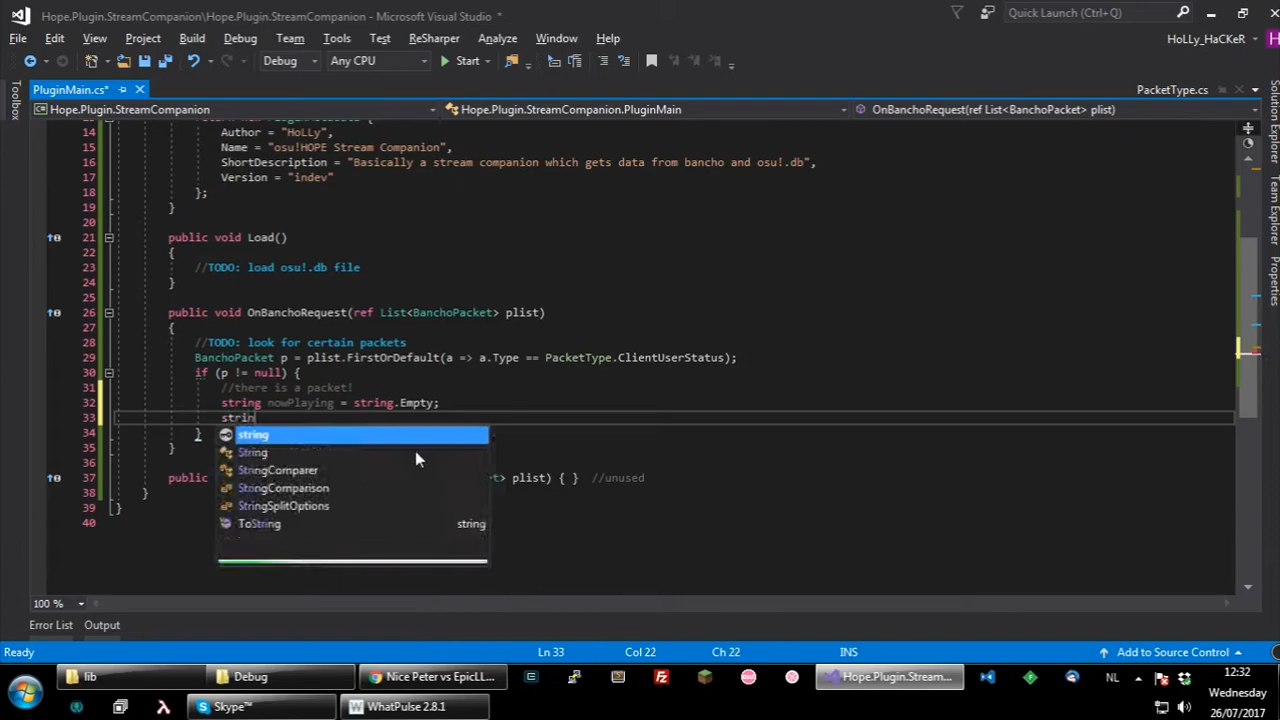 Hope.Plugin.StreamCompanion\Hope.Plugin.StreamCompanion - Microsoft Visual Studio *
Quick Launch (Ctrl+Q)
File Edit View Project Build Debug Team Tools Test ReSharper Analyze Window Help
HoLLy_HaCKeR
Debug Any CPU Start
Toolbox
PluginMain.cs*
PacketType.cs
Hope.Plugin.StreamCompanion Hope.Plugin.StreamCompanion.PluginMain OnBanchoRequest(ref List<BanchoPacket> plist)
14 Author = "HoLLy",
15 Name = "osu!HOPE Stream Companion",
16 ShortDescription = "Basically a stream companion which gets data from bancho and osu!.db",
17 Version = "indev"
18 };
19 }
20
21 public void Load()
22 {
23 //TODO: load osu!.db file
24 }
25
26 public void OnBanchoRequest(ref List<BanchoPacket> plist)
27 {
28 //TODO: look for certain packets
29 BanchoPacket p = plist.FirstOrDefault(a => a.Type == PacketType.ClientUserStatus);
30 if (p != null) {
31 //there is a packet!
32 string nowPlaying = string.Empty;
33 strin
34 }
35 }
36
37 public t> plist) { } //unused
38 }
39 }
40
string
String
StringComparer
StringComparison
StringSplitOptions
ToString string
Solution Explorer
Team Explorer
Properties
100 %
Error List Output
Ready Ln 33 Col 22 Ch 22 INS Add to Source Control
lib Debug Nice Peter vs EpicLL... Hope.Plugin.Stream... NL 12:32
Wednesday
Skype™ WhatPulse 2.8.1 26/07/2017